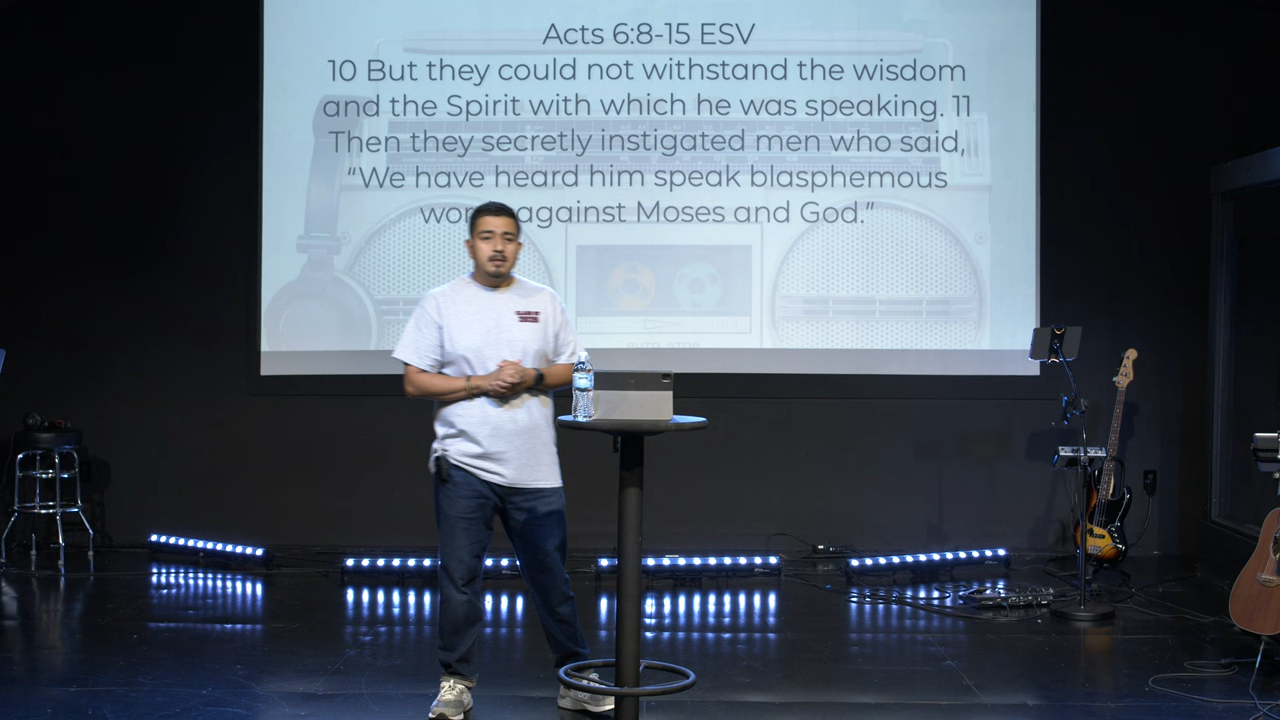 Acts 6:8-15 ESV
10 But they could not withstand the wisdom
and the Spirit with which he was speaking. 11
Then they secretly instigated men who said,
“We have heard him speak blasphemous
against Moses and God.”
AUTO STOP